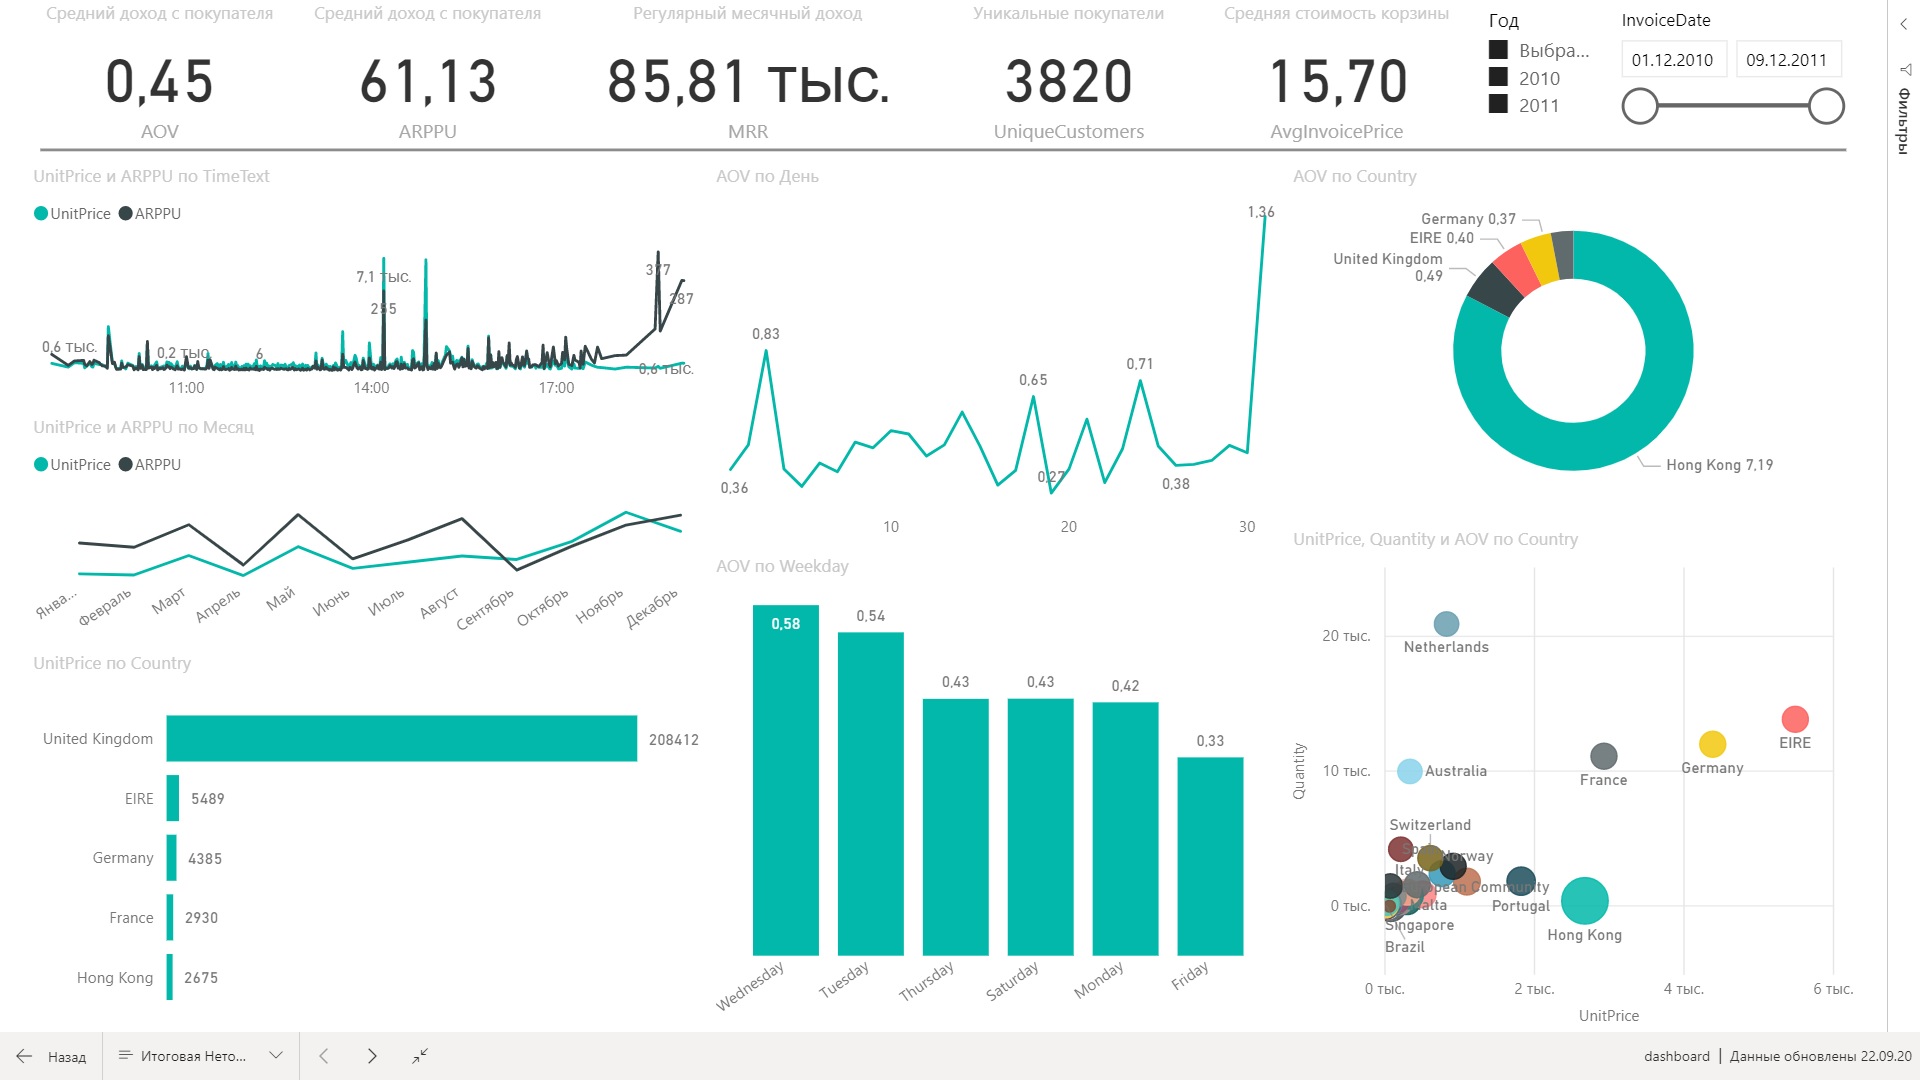 Средний доход с покупателя
0,45
AOV
Средний доход с покупателя
61,13
ARPPU
Регулярный месячный доход
85,81 тыс.
MRR
Уникальные покупатели
3820
UniqueCustomers
Средняя стоимость корзины
15,70
AvgInvoicePrice
Год
Выбра...
2010
2011
InvoiceDate
01.12.2010
09.12.2011
Фильтры
UnitPrice и ARPPU по TimeText
UnitPrice
ARPPU
0,6 тыс.
0,2 тыс.
6
7,1 тыс.
255
377
287
0,6 тыс.
11:00
14:00
17:00
UnitPrice и ARPPU по Месяц
UnitPrice
ARPPU
Янва...
Февраль
Март
Апрель
Май
Июнь
Июль
Август
Сентябрь
Октябрь
Ноябрь
Декабрь
UnitPrice по Country
United Kingdom
208412
EIRE
5489
Germany
4385
France
2930
Hong Kong
2675
AOV по День
0,36
0,83
0,65
0,27
0,71
0,38
1,36
10
20
30
AOV по Weekday
0,58
0,54
0,43
0,43
0,42
0,33
Wednesday
Tuesday
Thursday
Saturday
Monday
Friday
AOV по Country
Germany 0,37
EIRE 0,40
United Kingdom
0,49
Hong Kong 7,19
UnitPrice, Quantity и AOV по Country
Quantity
20 тыс.
10 тыс.
0 тыс.
Netherlands
EIRE
Germany
France
Australia
Switzerland
Norway
Italy
Community
Portugal
Singapore
Hong Kong
Brazil
0 тыс.
2 тыс.
4 тыс.
6 тыс.
UnitPrice
Назад
Итоговая Нето...
dashboard | Данные обновлены 22.09.20